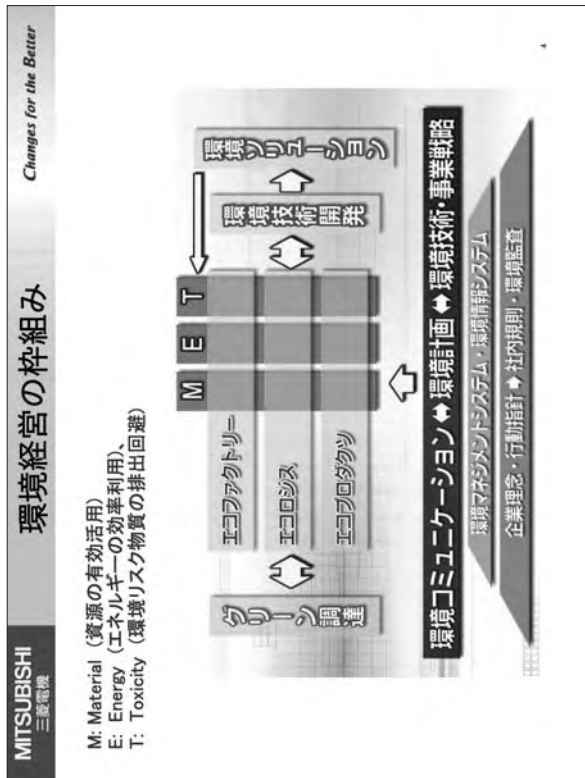 MITSUBISHI
三菱電機
環境経営の枠組み
Changes for the Better
M: Material (資源の有効活用)
E: Energy (エネルギーの効率利用)、
T: Toxicity (環境リスク物質の排出回避)
M
E
T
グリーン調達
エコファクトリー
エコロジス
エコプロダクツ
環境技術開発
環境ソリューション
環境コミュニケーション⇔環境計画⇔環境技術・事業戦略
環境マネジメントシステム・環境情報システム
企業理念・行動指針➡社内規則・環境監査
4